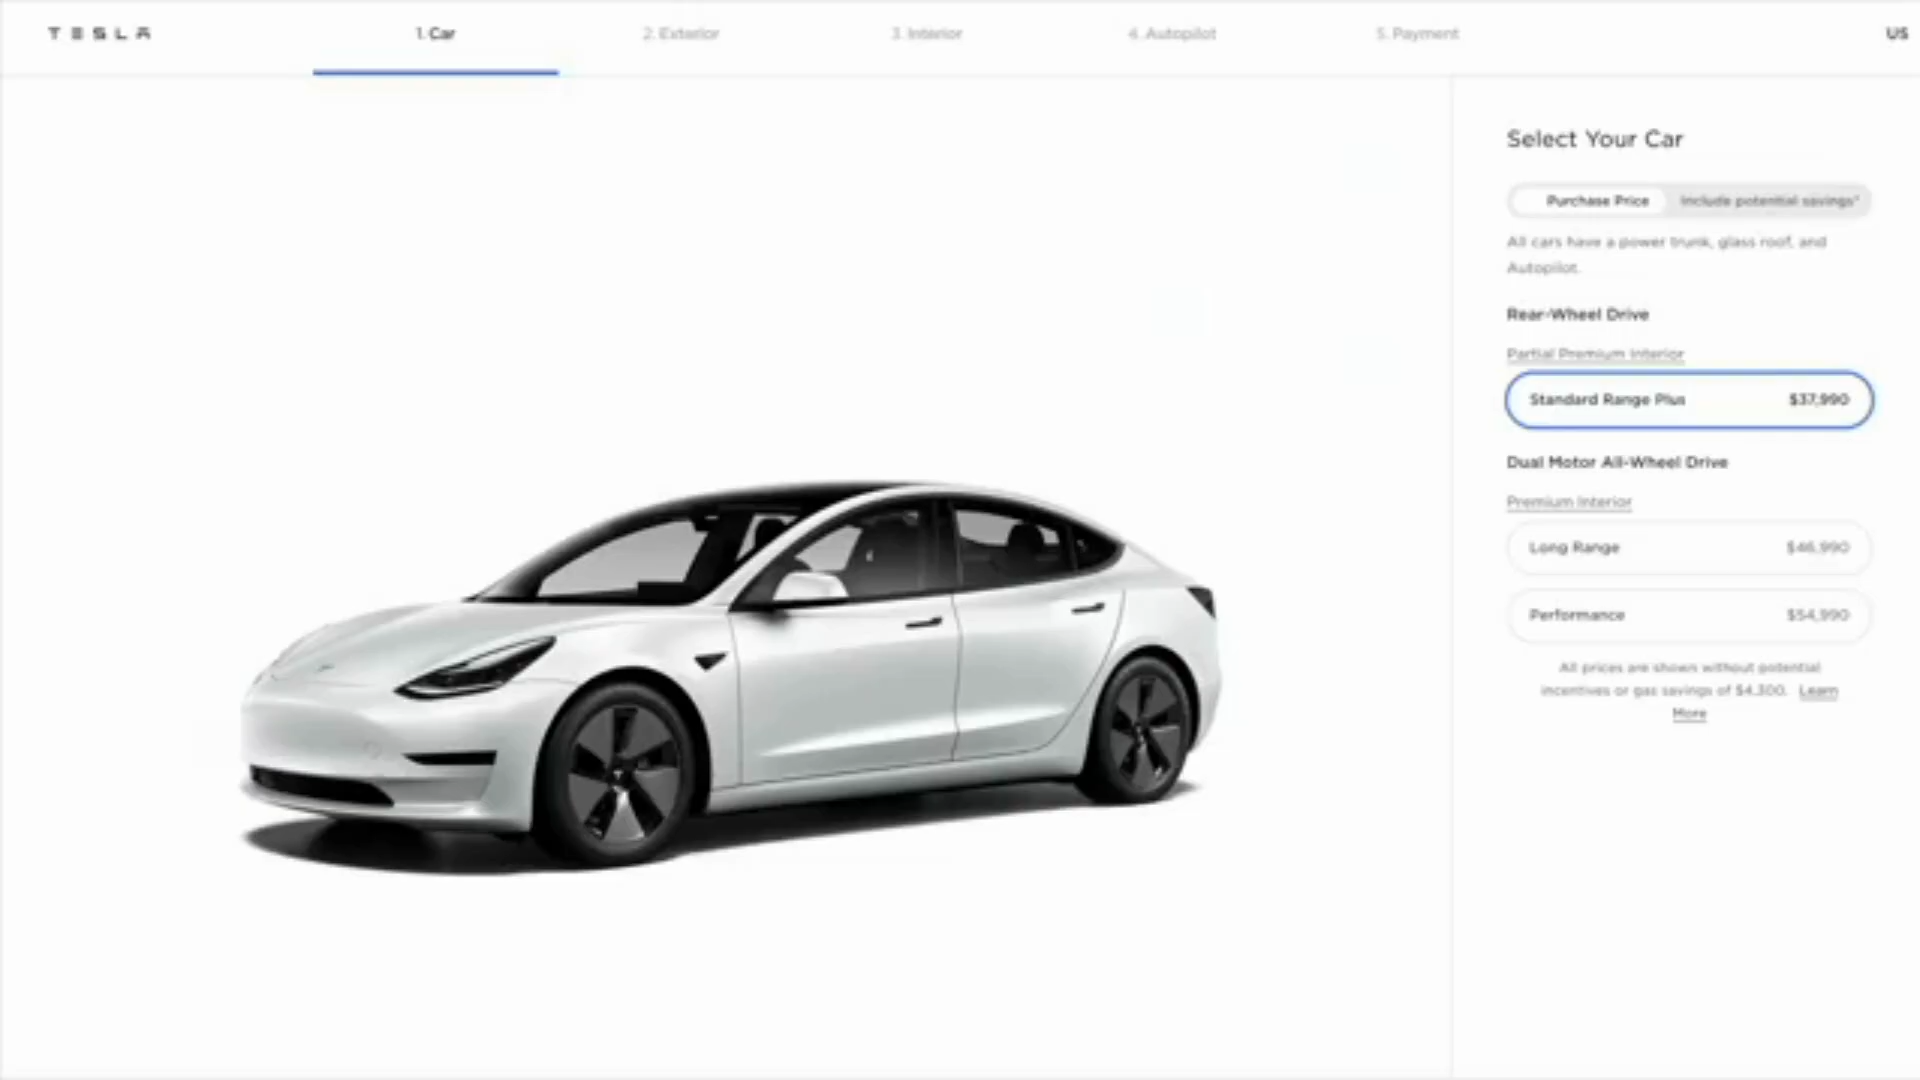 TESLA
1. Car
2. Exterior
3. Interior
4. Autopilot
5. Payment
US
Select Your Car
Purchase Price
Include potential savings*
All cars have a power trunk, glass roof, and
Autopilot.
Rear-Wheel Drive
Partial Premium Interior
Standard Range Plus $37,990
Dual Motor All-Wheel Drive
Premium Interior
Long Range $46,990
Performance $54,990
All prices are shown without potential
incentives or gas savings of $4,300. Learn
More